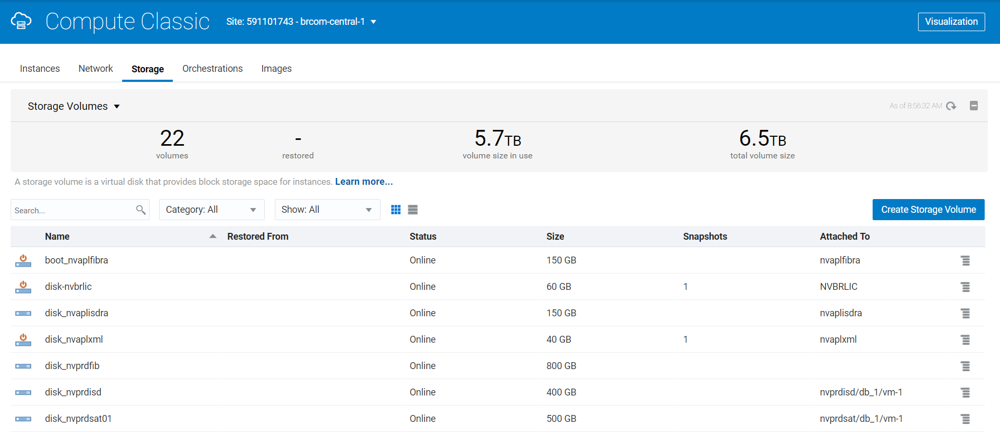 Compute Classic Site: 591101743 - brcom-central-1 Visualization
Instances Network Storage Orchestrations Images
Storage Volumes As of 8:56:32 AM
22 - 5.7TB 6.5TB
volumes restored volume size in use total volume size
A storage volume is a virtual disk that provides block storage space for instances. Learn more...
Search... Category: All Show: All Create Storage Volume
Name Restored From Status Size Snapshots Attached To
boot_nvaplfibra Online 150 GB nvaplfibra
disk-nvbrlic Online 60 GB 1 NVBRLIC
disk_nvaplisdra Online 150 GB nvaplisdra
disk_nvaplxml Online 40 GB 1 nvaplxml
disk_nvprdfib Online 800 GB
disk_nvprdisd Online 400 GB nvprdisd/db_1/vm-1
disk_nvprdsat01 Online 500 GB nvprdsat/db_1/vm-1